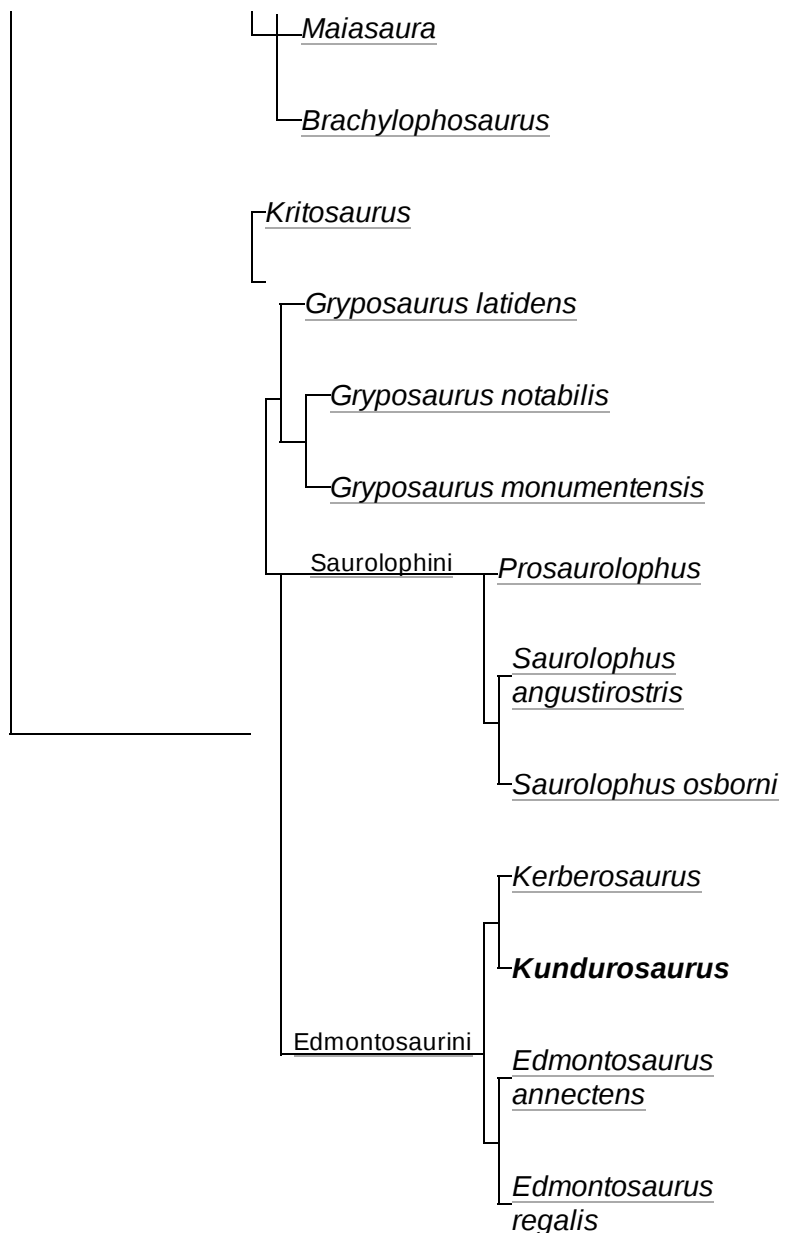 Maiasaura
Brachylophosaurus
Kritosaurus
Gryposaurus latidens
Gryposaurus notabilis
Gryposaurus monumentensis
Saurolophini
Prosaurolophus
Saurolophus
angustirostris
Saurolophus osborni
Kerberosaurus
Kundurosaurus
Edmontosaurini
Edmontosaurus
annectens
Edmontosaurus
regalis